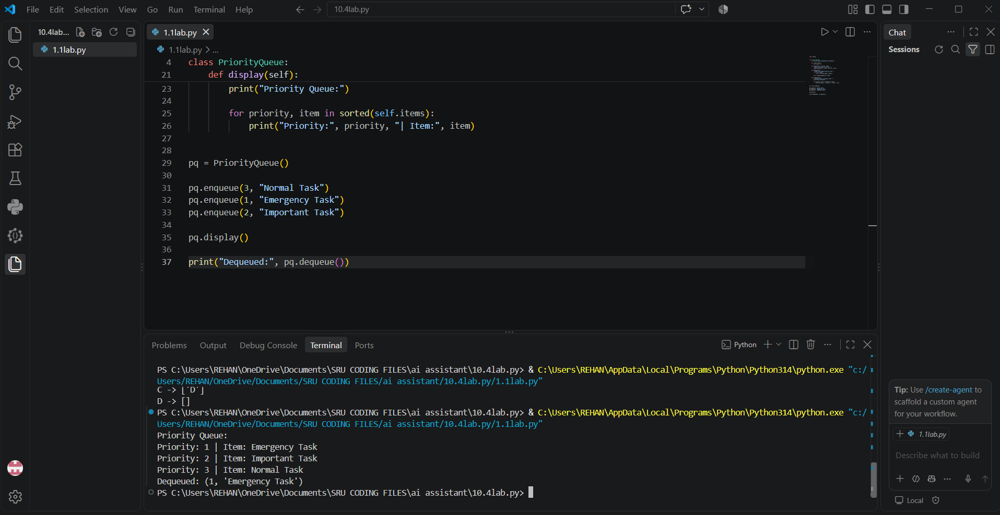 File Edit Selection View Go Run Terminal Help
10.4lab.py
10.4lab...
1.1lab.py
1.1lab.py
1.1lab.py > ...
4 class PriorityQueue:
21 def display(self):
23 print("Priority Queue:")
24
25 for priority, item in sorted(self.items):
26 print("Priority:", priority, "| Item:", item)
27
28
29 pq = PriorityQueue()
30
31 pq.enqueue(3, "Normal Task")
32 pq.enqueue(1, "Emergency Task")
33 pq.enqueue(2, "Important Task")
34
35 pq.display()
36
37 print("Dequeued:", pq.dequeue())
Problems Output Debug Console Terminal Ports
Python
PS C:\Users\REHAN\OneDrive\Documents\SRU CODING FILES\ai assistant\10.4lab.py> & C:\Users\REHAN\AppData\Local\Programs\Python\Python314\python.exe "c:/
Users/REHAN/OneDrive/Documents/SRU CODING FILES/ai assistant/10.4lab.py/1.1lab.py"
C -> ['D']
D -> []
PS C:\Users\REHAN\OneDrive\Documents\SRU CODING FILES\ai assistant\10.4lab.py> & C:\Users\REHAN\AppData\Local\Programs\Python\Python314\python.exe "c:/
Users/REHAN/OneDrive/Documents/SRU CODING FILES/ai assistant/10.4lab.py/1.1lab.py"
Priority Queue:
Priority: 1 | Item: Emergency Task
Priority: 2 | Item: Important Task
Priority: 3 | Item: Normal Task
Dequeued: (1, 'Emergency Task')
PS C:\Users\REHAN\OneDrive\Documents\SRU CODING FILES\ai assistant\10.4lab.py>
Chat
Sessions
Tip: Use /create-agent to
scaffold a custom agent
for your workflow.
1.1lab.py
Describe what to build
Local